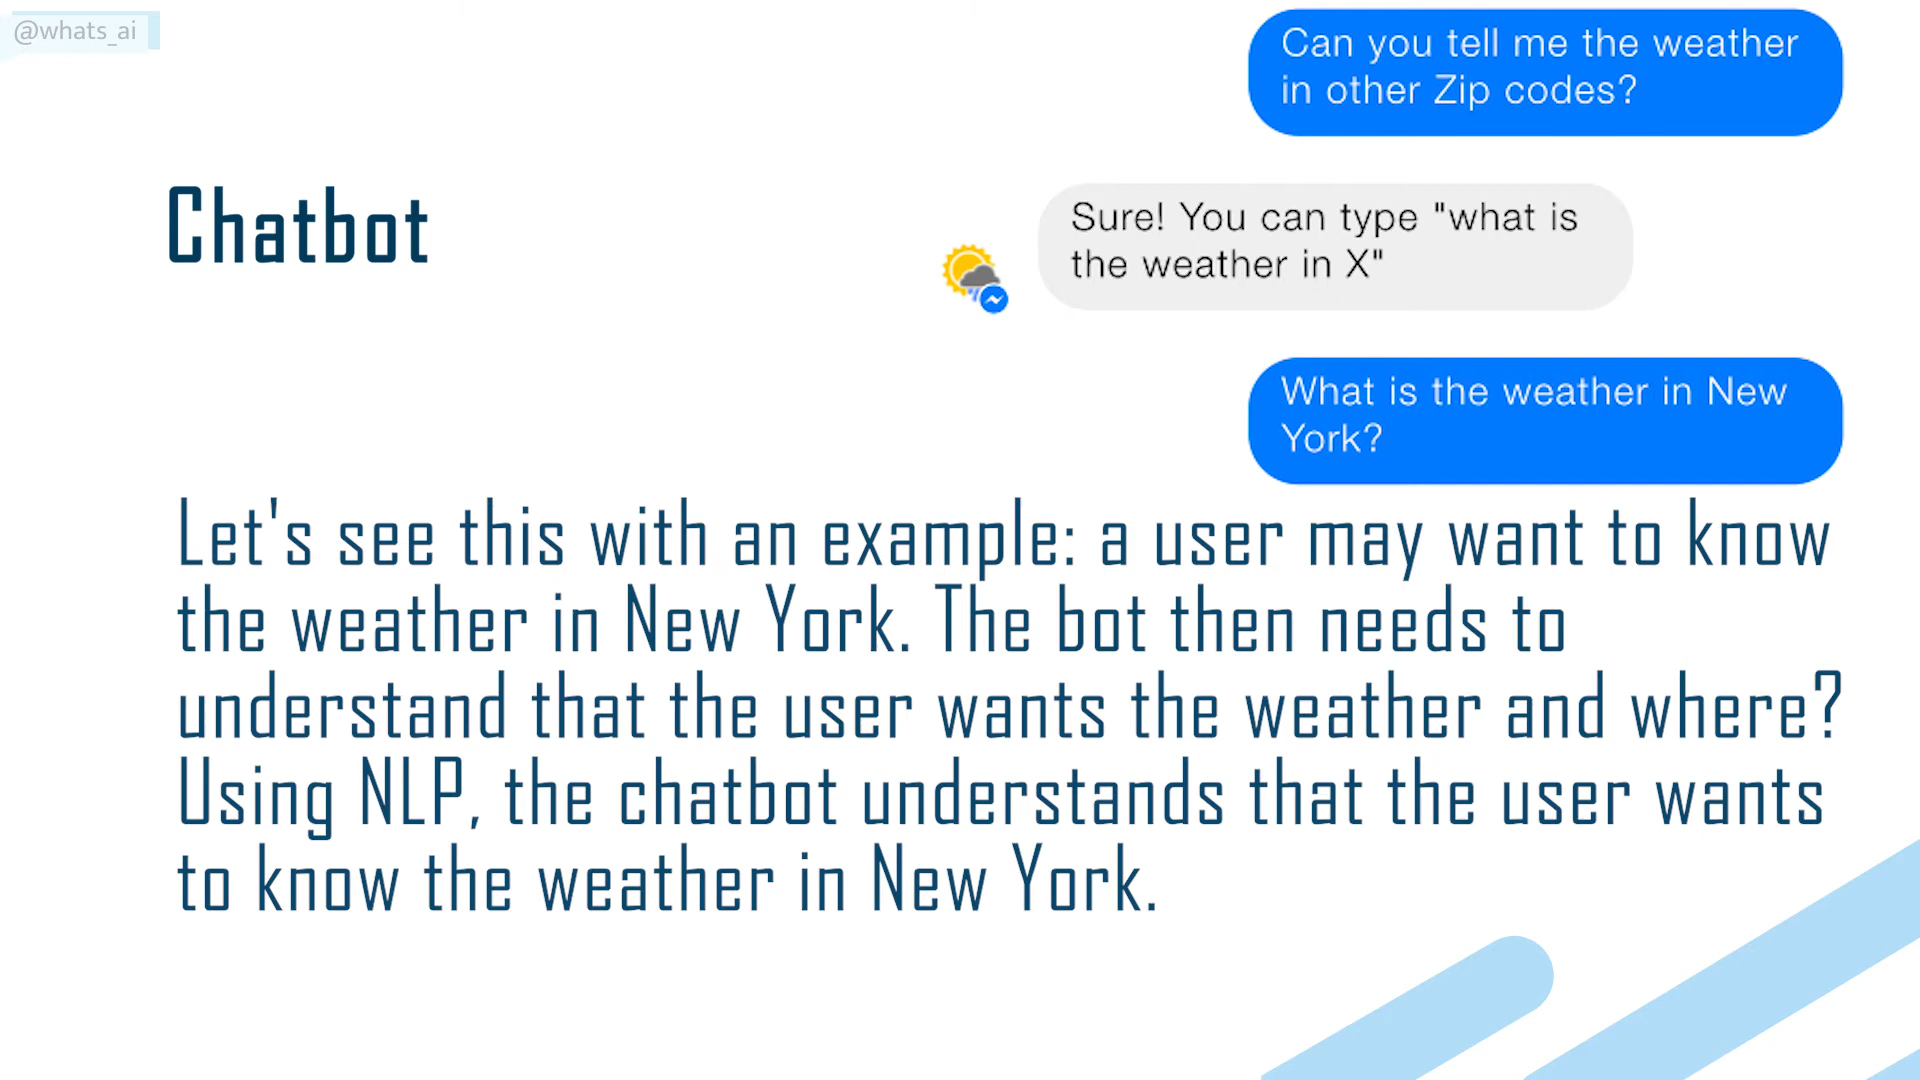 @whats_ai
Can you tell me the weather
in other Zip codes?
Chatbot
Sure! You can type "what is
the weather in X"
What is the weather in New
York?
Let's see this with an example: a user may want to know
the weather in New York. The bot then needs to
understand that the user wants the weather and where?
Using NLP, the chatbot understands that the user wants
to know the weather in New York.